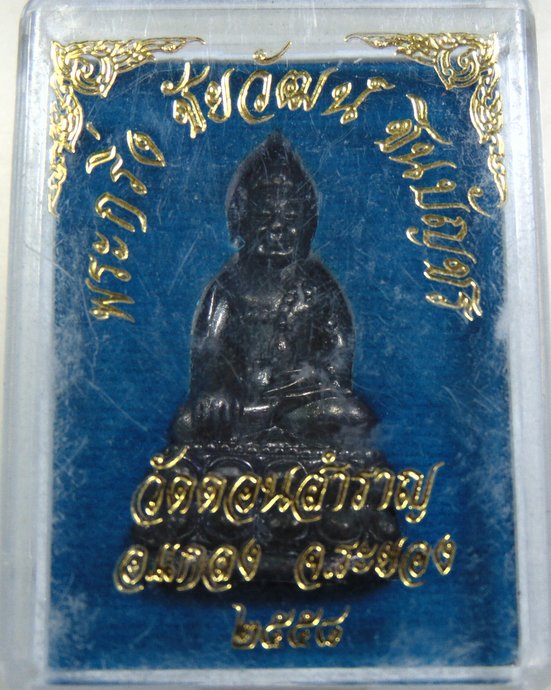 พระกริ่ง ชัยวัฒน์ ชินบัญชร
วัดดอนสำราญ
อ.แกลง จ.ระยอง
๒๕๕๘